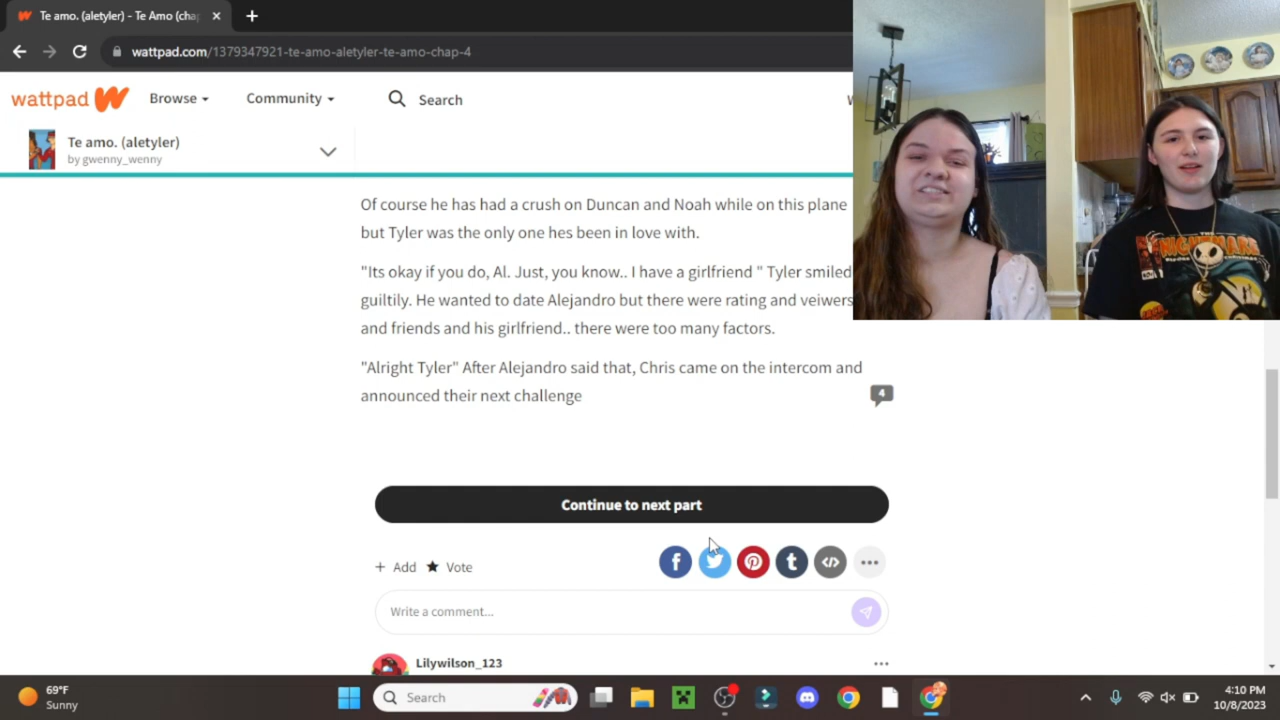 Te amo. (aletyler) - Te Amo (cha
wattpad.com/1379347921-te-amo-aletyler-te-amo-chap-4
wattpad
Browse
Community
Search
W
Te amo. (aletyler)
by gwenny_wenny
Of course he has had a crush on Duncan and Noah while on this plane
but Tyler was the only one hes been in love with.
"Its okay if you do, Al. Just, you know.. I have a girlfriend " Tyler smiled
guiltily. He wanted to date Alejandro but there were rating and veiwers
and friends and his girlfriend.. there were too many factors.
"Alright Tyler" After Alejandro said that, Chris came on the intercom and
announced their next challenge
4
Continue to next part
+ Add
Vote
Write a comment...
Lilywilson_123
THE
NIGHTMARE
69°F
Sunny
Search
4:10 PM
10/8/2023